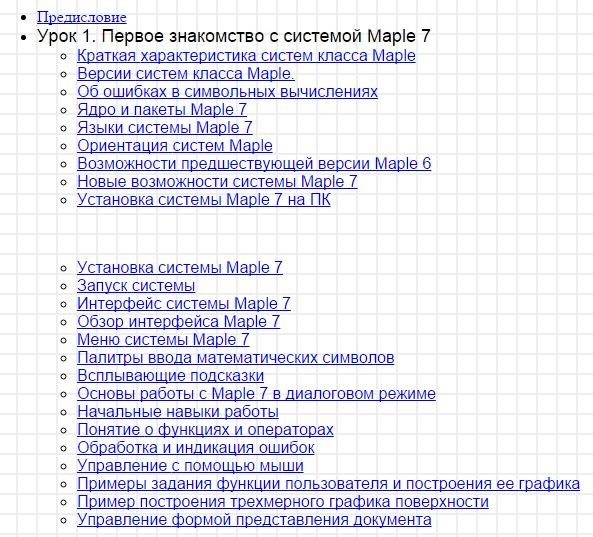 Предисловие
Урок 1. Первое знакомство с системой Maple 7
Краткая характеристика систем класса Maple
Версии систем класса Maple.
Об ошибках в символьных вычислениях
Ядро и пакеты Maple 7
Языки системы Maple 7
Ориентация систем Maple
Возможности предшествующей версии Maple 6
Новые возможности системы Maple 7
Установка системы Maple 7 на ПК
Установка системы Maple 7
Запуск системы
Интерфейс системы Maple 7
Обзор интерфейса Maple 7
Меню системы Maple 7
Палитры ввода математических символов
Всплывающие подсказки
Основы работы с Maple 7 в диалоговом режиме
Начальные навыки работы
Понятие о функциях и операторах
Обработка и индикация ошибок
Управление с помощью мыши
Примеры задания функции пользователя и построения ее графика
Пример построения трехмерного графика поверхности
Управление формой представления документа